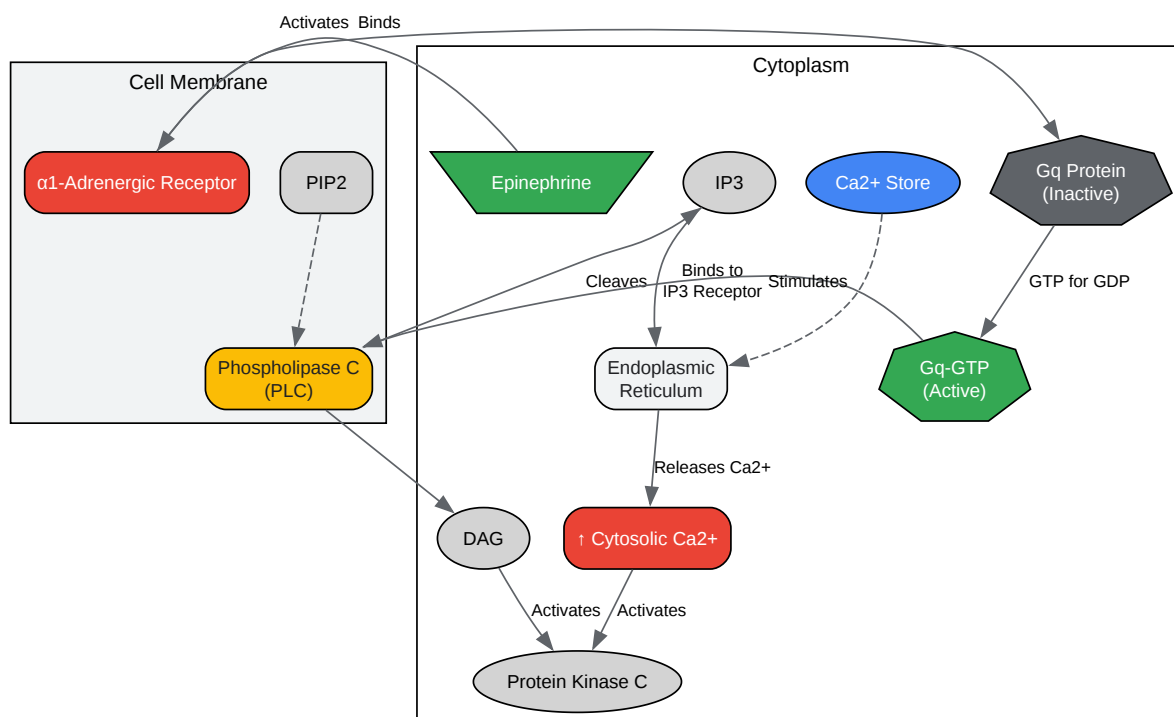 Activates Binds
Cell Membrane
Cytoplasm
α1-Adrenergic Receptor
PIP2
Epinephrine
IP3
Ca2+ Store
Gq Protein
(Inactive)
Cleaves
Binds to
IP3 Receptor
Stimulates
GTP for GDP
Phospholipase C
(PLC)
Endoplasmic
Reticulum
Gq-GTP
(Active)
Releases Ca2+
DAG
↑ Cytosolic Ca2+
Activates
Activates
Protein Kinase C